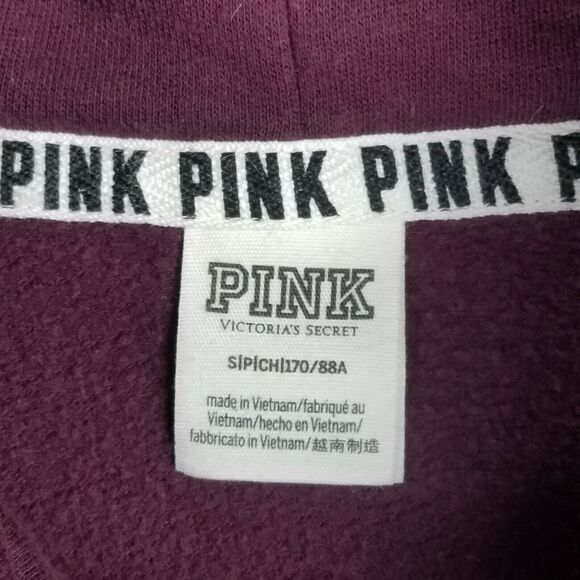 PINK PINK PINK
PINK
VICTORIA'S SECRET
S|P|CH|170/88A
made in Vietnam/fabriqué au
Vietnam/hecho en Vietnam/
fabbricato in Vietnam/越南制造